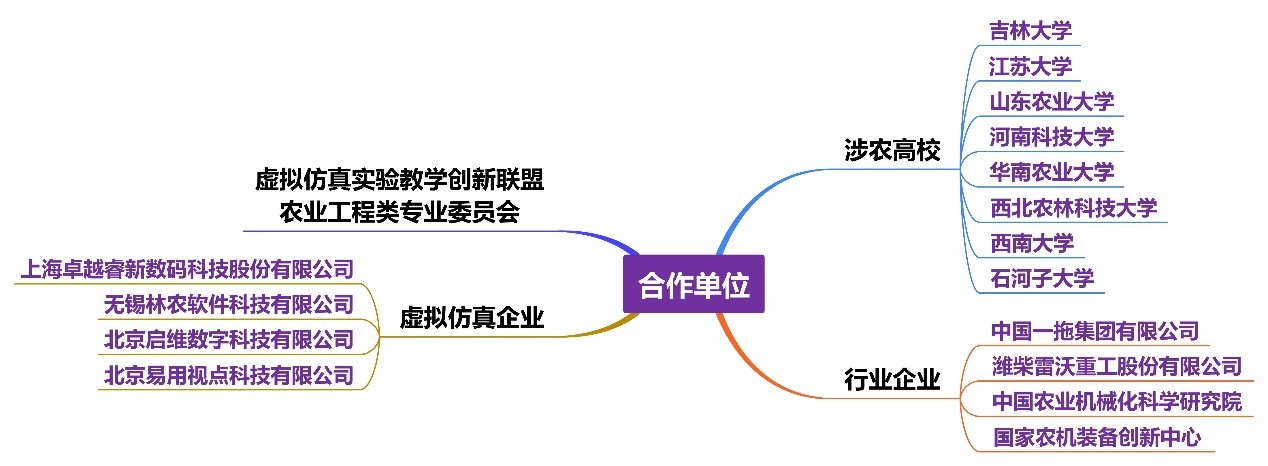 合作单位
涉农高校
吉林大学
江苏大学
山东农业大学
河南科技大学
华南农业大学
西北农林科技大学
西南大学
石河子大学
行业企业
中国一拖集团有限公司
潍柴雷沃重工股份有限公司
中国农业机械化科学研究院
国家农机装备创新中心
虚拟仿真实验教学创新联盟
农业工程类专业委员会
虚拟仿真企业
上海卓越睿新数码科技股份有限公司
无锡林农软件科技有限公司
北京启维数字科技有限公司
北京易用视点科技有限公司